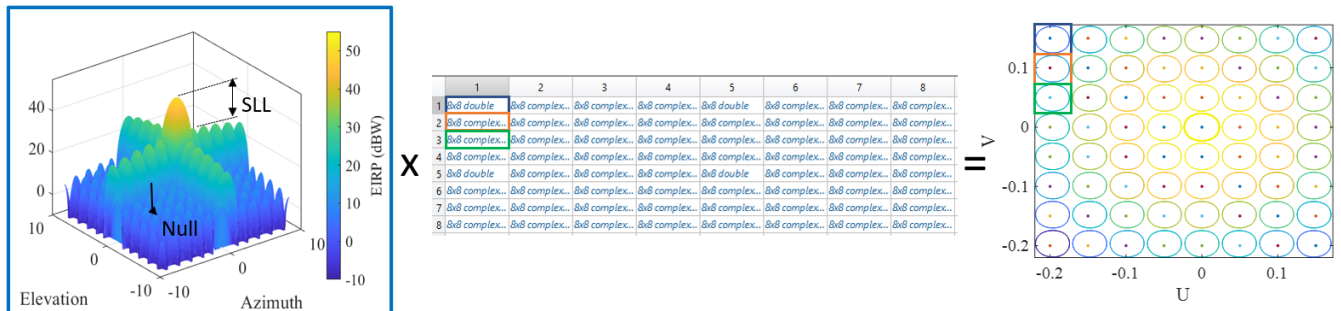 50
40
30
20
10
0
-10
EIRP (dBW)
SLL
Null
40
20
0
10
0
-10
-10
0
10
Elevation
Azimuth
x
1 2 3 4 5 6 7 8
1 8x8 double 8x8 complex... 8x8 complex... 8x8 complex... 8x8 double 8x8 complex... 8x8 complex... 8x8 complex...
2 8x8 complex... 8x8 complex... 8x8 complex... 8x8 complex... 8x8 complex... 8x8 complex... 8x8 complex... 8x8 complex...
3 8x8 complex... 8x8 complex... 8x8 complex... 8x8 complex... 8x8 complex... 8x8 complex... 8x8 complex... 8x8 complex...
4 8x8 complex... 8x8 complex... 8x8 complex... 8x8 complex... 8x8 complex... 8x8 complex... 8x8 complex... 8x8 complex...
5 8x8 double 8x8 complex... 8x8 complex... 8x8 complex... 8x8 double 8x8 complex... 8x8 complex... 8x8 complex...
6 8x8 complex... 8x8 complex... 8x8 complex... 8x8 complex... 8x8 complex... 8x8 complex... 8x8 complex... 8x8 complex...
7 8x8 complex... 8x8 complex... 8x8 complex... 8x8 complex... 8x8 complex... 8x8 complex... 8x8 complex... 8x8 complex...
8 8x8 complex... 8x8 complex... 8x8 complex... 8x8 complex... 8x8 complex... 8x8 complex... 8x8 complex... 8x8 complex...
=
V
0.1
0
-0.1
-0.2
-0.2 -0.1 0 0.1
U